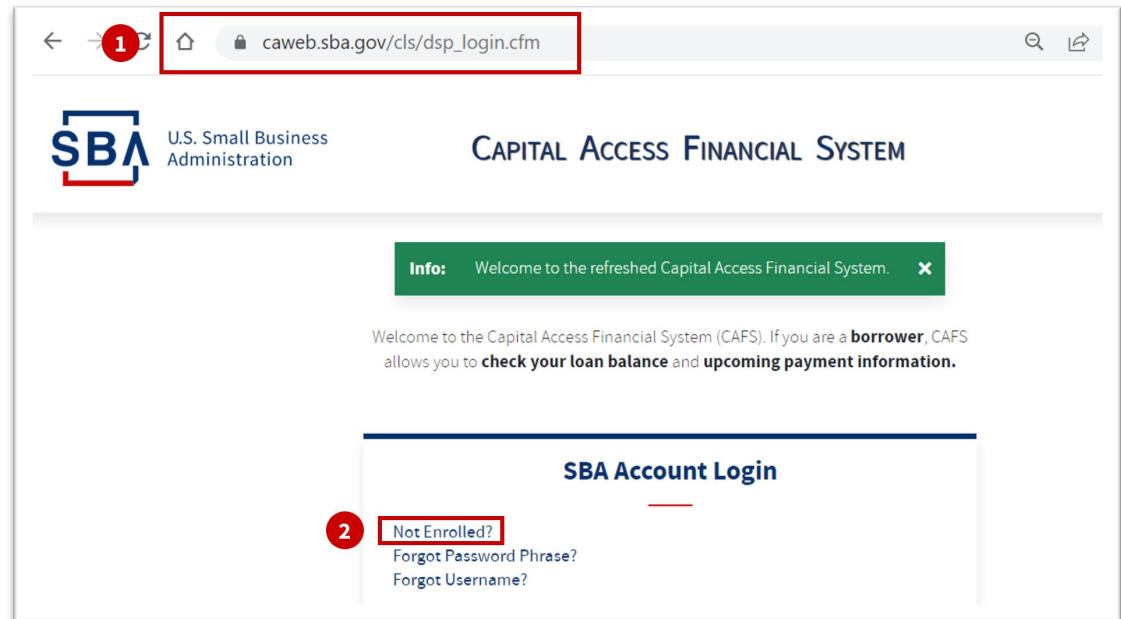 1
caweb.sba.gov/cls/dsp_login.cfm
SBA
U.S. Small Business
Administration
CAPITAL ACCESS FINANCIAL SYSTEM
Info: Welcome to the refreshed Capital Access Financial System. ×
Welcome to the Capital Access Financial System (CAFS). If you are a borrower, CAFS
allows you to check your loan balance and upcoming payment information.
SBA Account Login
2 Not Enrolled?
Forgot Password Phrase?
Forgot Username?